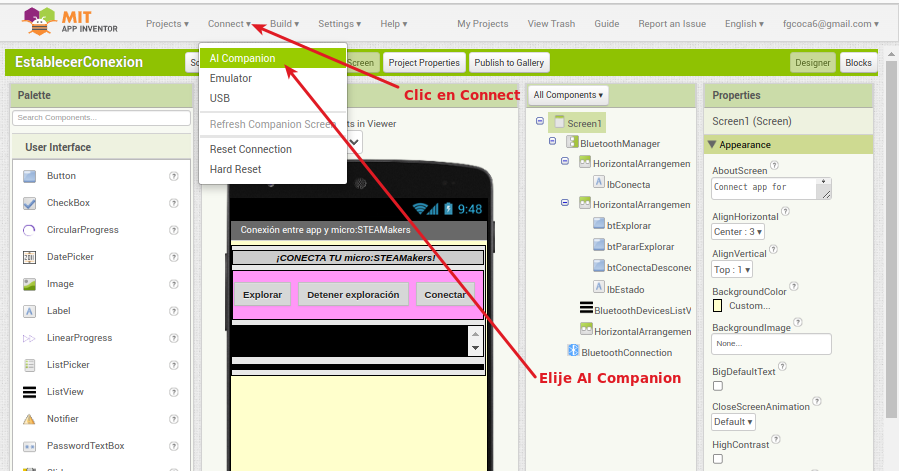 MIT
APP INVENTOR
Projects ▾ Connect ▾ Build ▾ Settings ▾ Help ▾ My Projects View Trash Guide Report an Issue English ▾ fgcoca6@gmail.com ▾
EstablecerConexion
Screen
Project Properties
Publish to Gallery
Designer
Blocks
AI Companion
Emulator
USB
Refresh Companion Screen
Reset Connection
Hard Reset
Clic en Connect
Elije AI Companion
Palette
Search Components...
User Interface
Button ?
CheckBox ?
CircularProgress ?
DatePicker ?
Image ?
Label ?
LinearProgress ?
ListPicker ?
ListView ?
Notifier ?
PasswordTextBox ?
ts in Viewer
9:48
Conexión entre app y micro:STEAMakers
¡CONECTA TU micro:STEAMakers!
Explorar
Detener exploración
Conectar
All Components ▾
Screen1
BluetoothManager
HorizontalArrangemen
lbConecta
HorizontalArrangemen
btExplorar
btPararExplorar
btConectaDesconec
lbEstado
BluetoothDevicesListV
HorizontalArrangemen
BluetoothConnection
Properties
Screen1 (Screen)
Appearance
AboutScreen ?
Connect app for
AlignHorizontal ?
Center : 3 ▾
AlignVertical ?
Top : 1 ▾
BackgroundColor ?
Custom...
BackgroundImage ?
None...
BigDefaultText ?
CloseScreenAnimation ?
Default ▾
HighContrast ?